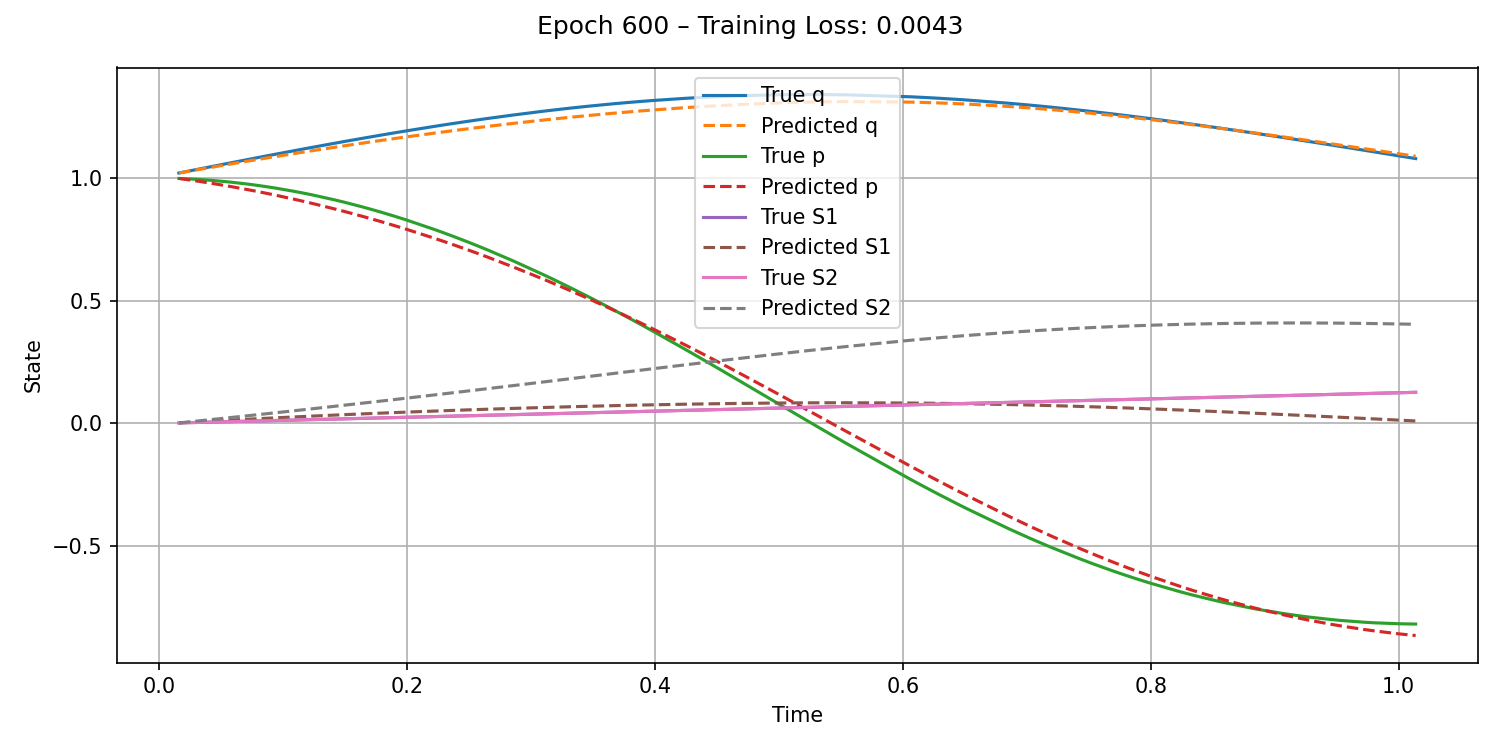 Epoch 600 – Training Loss: 0.0043
True q
Predicted q
True p
Predicted p
True S1
Predicted S1
True S2
Predicted S2
State
1.0
0.5
0.0
−0.5
0.0
0.2
0.4
0.6
0.8
1.0
Time